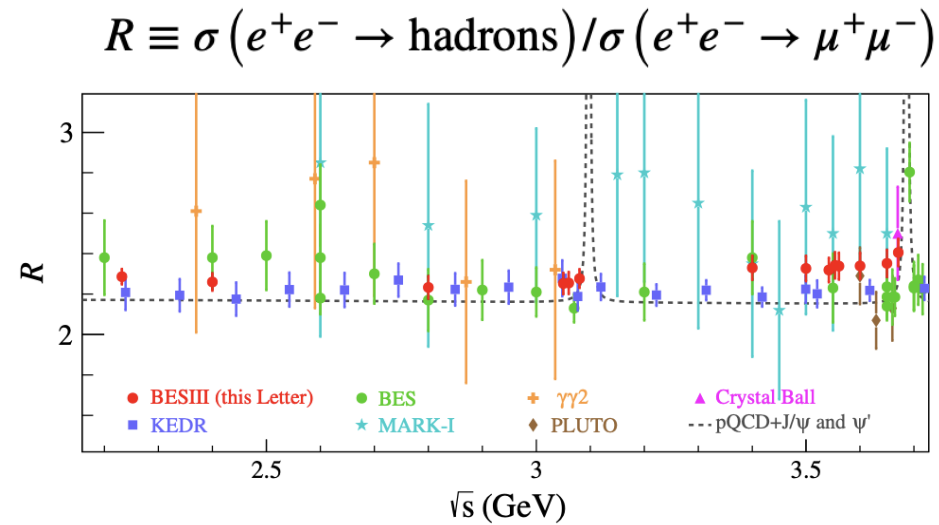 R ≡ σ (e⁺e⁻ → hadrons)/σ (e⁺e⁻ → μ⁺μ⁻)
3
R
2
BESIII (this Letter) BES γγ2 Crystal Ball
KEDR MARK-I PLUTO pQCD+J/ψ and ψ'
2.5 3 3.5
√s (GeV)